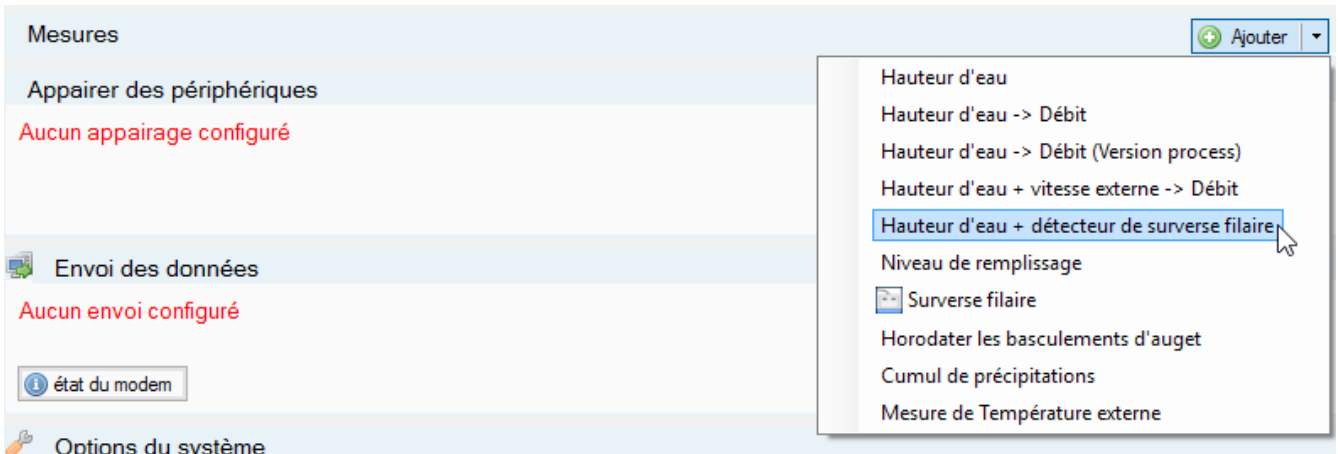 Mesures
Ajouter
Appairer des périphériques
Aucun appairage configuré
Hauteur d'eau
Hauteur d'eau -> Débit
Hauteur d'eau -> Débit (Version process)
Hauteur d'eau + vitesse externe -> Débit
Hauteur d'eau + détecteur de surverse filaire
Niveau de remplissage
Surverse filaire
Horodater les basculements d'auget
Cumul de précipitations
Mesure de Température externe
Envoi des données
Aucun envoi configuré
état du modem
Options du système